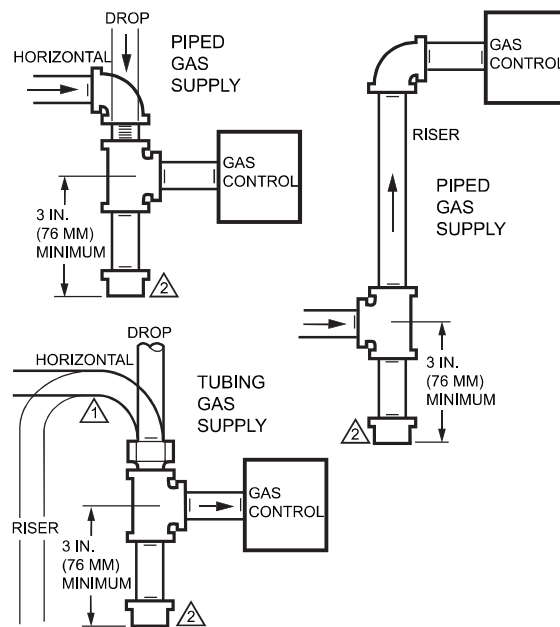 DROP
HORIZONTAL
PIPED
GAS
SUPPLY
GAS
CONTROL
3 IN.
(76 MM)
MINIMUM
2
GAS
CONTROL
RISER
PIPED
GAS
SUPPLY
3 IN.
(76 MM)
MINIMUM
2
DROP
HORIZONTAL
TUBING
GAS
SUPPLY
1
GAS
CONTROL
RISER
3 IN.
(76 MM)
MINIMUM
2